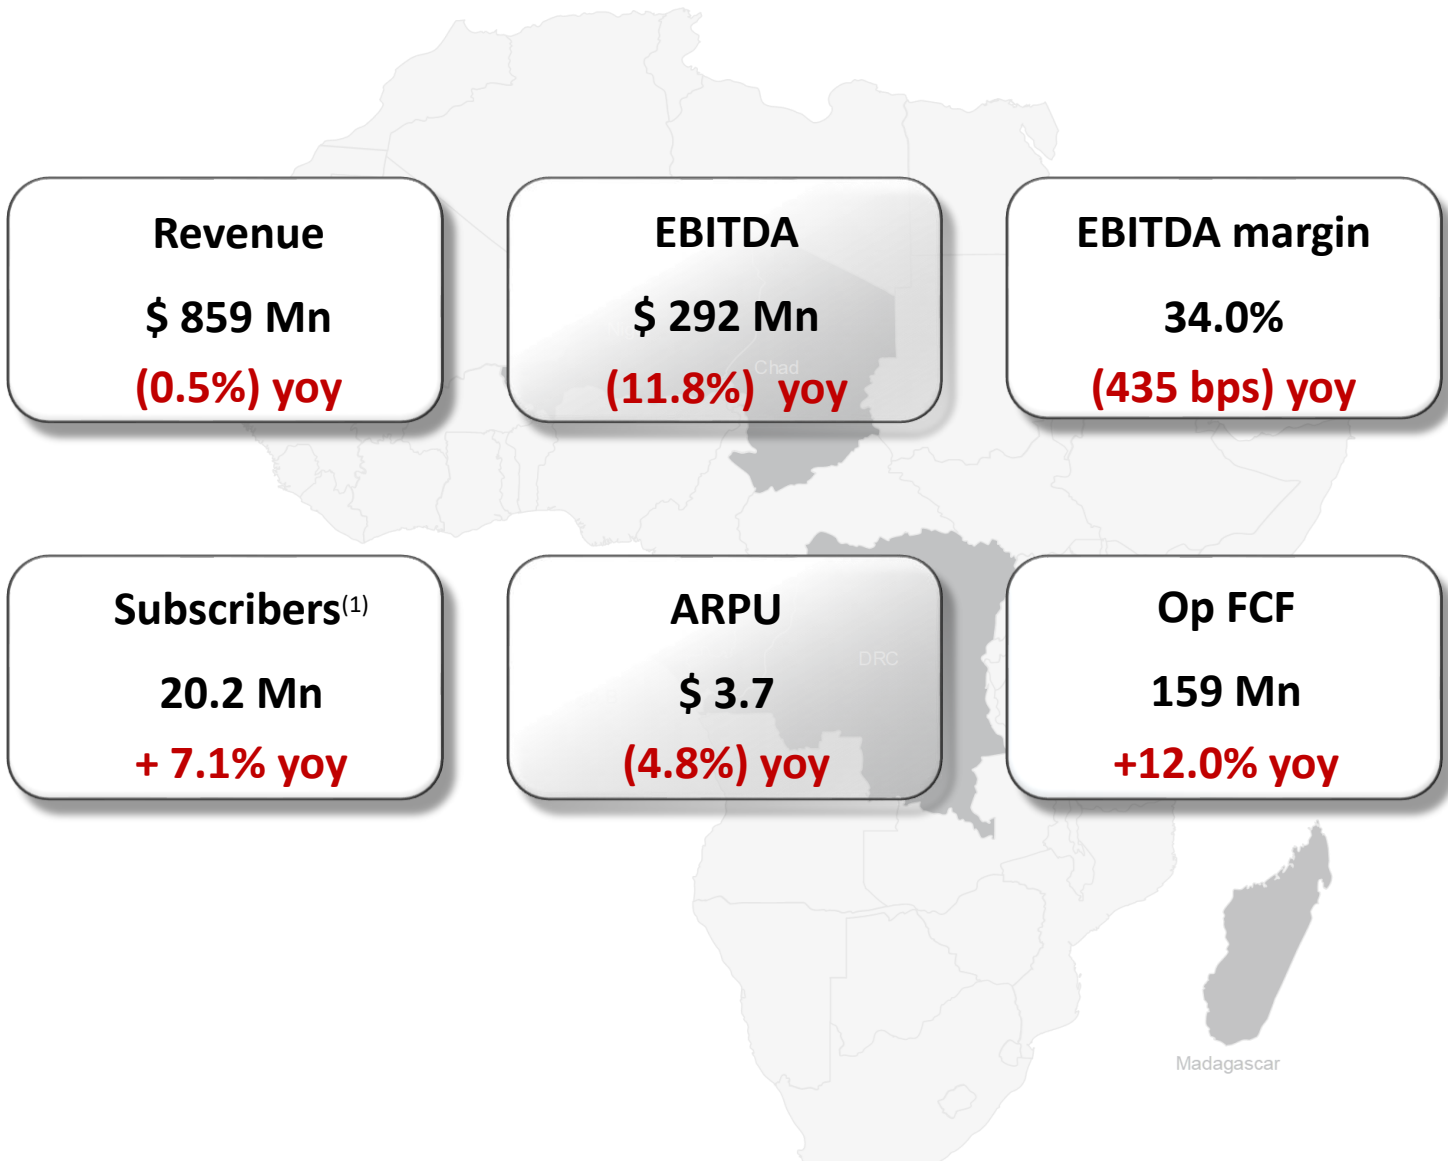 Revenue
$ 859 Mn
(0.5%) yoy
EBITDA
$ 292 Mn
(11.8%) yoy
EBITDA margin
34.0%
(435 bps) yoy
Chad
Subscribers(1)
20.2 Mn
+ 7.1% yoy
ARPU
$ 3.7
(4.8%) yoy
DRC
Op FCF
159 Mn
+12.0% yoy
Madagascar